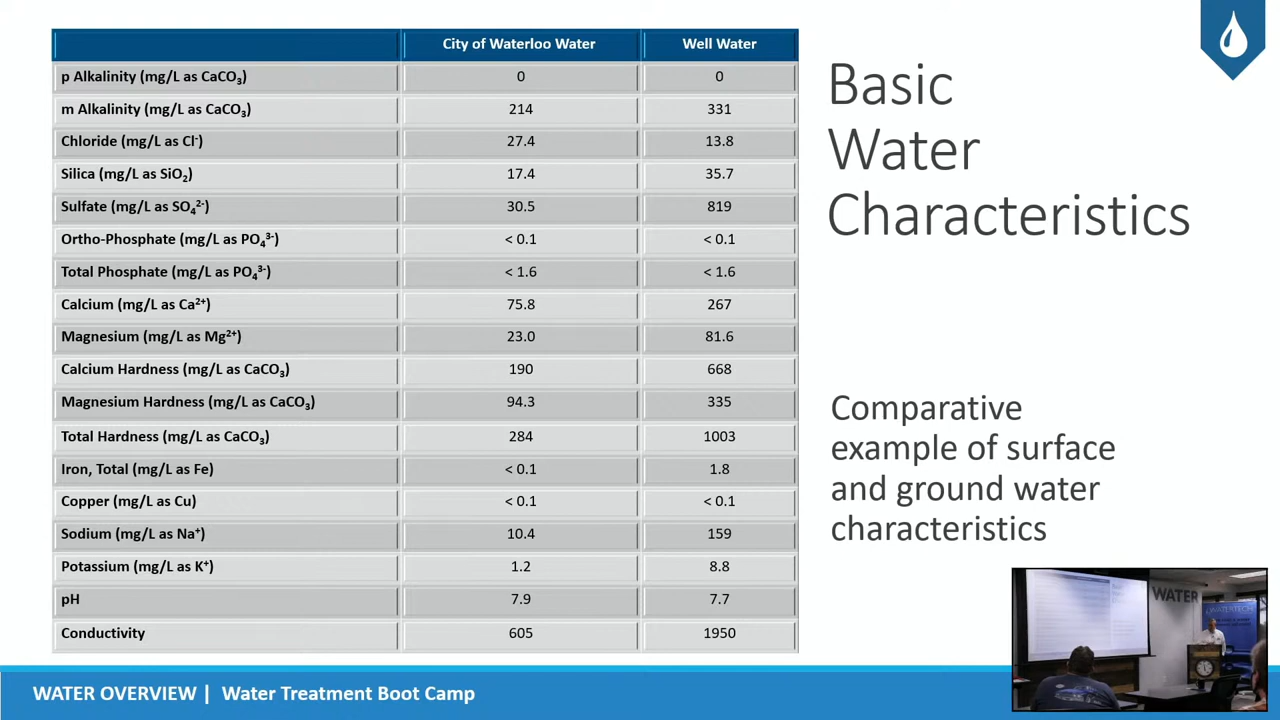 City of Waterloo Water Well Water
p Alkalinity (mg/L as CaCO₃) 0 0
m Alkalinity (mg/L as CaCO₃) 214 331
Chloride (mg/L as Cl⁻) 27.4 13.8
Silica (mg/L as SiO₂) 17.4 35.7
Sulfate (mg/L as SO₄²⁻) 30.5 819
Ortho-Phosphate (mg/L as PO₄³⁻) < 0.1 < 0.1
Total Phosphate (mg/L as PO₄³⁻) < 1.6 < 1.6
Calcium (mg/L as Ca²⁺) 75.8 267
Magnesium (mg/L as Mg²⁺) 23.0 81.6
Calcium Hardness (mg/L as CaCO₃) 190 668
Magnesium Hardness (mg/L as CaCO₃) 94.3 335
Total Hardness (mg/L as CaCO₃) 284 1003
Iron, Total (mg/L as Fe) < 0.1 1.8
Copper (mg/L as Cu) < 0.1 < 0.1
Sodium (mg/L as Na⁺) 10.4 159
Potassium (mg/L as K⁺) 1.2 8.8
pH 7.9 7.7
Conductivity 605 1950
Basic
Water
Characteristics
Comparative
example of surface
and ground water
characteristics
WATER
WATERTECH
WATER OVERVIEW | Water Treatment Boot Camp